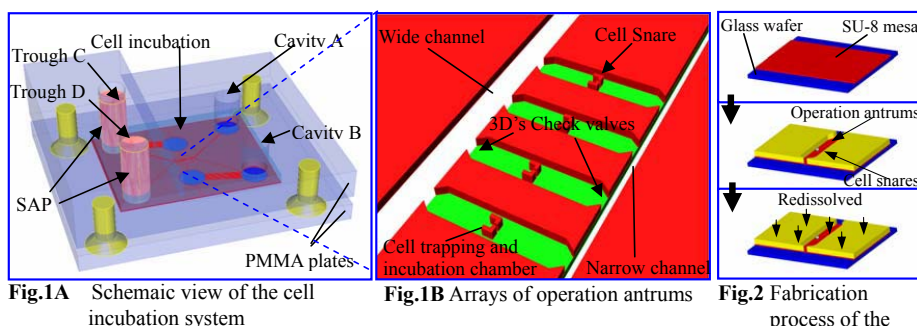 Trough C
Cell incubation
Cavity A
Trough D
Cavity B
SAP
PMMA plates
Fig.1A Schemaic view of the cell
incubation system
Wide channel
Cell Snare
3D's Check valves
Cell trapping and
incubation chamber
Narrow channel
Fig.1B Arrays of operation antrums
Glass wafer
SU-8 mesa
Operation antrums
Cell snares
Redissolved
Fig.2 Fabrication
process of the